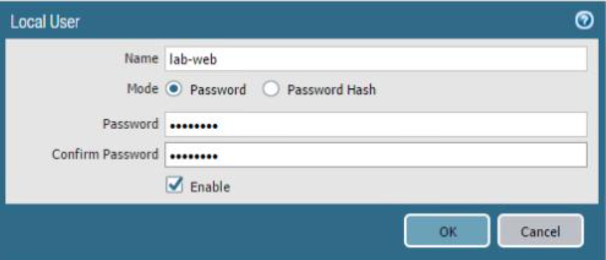 Local User
Name lab-web
Mode Password Password Hash
Password ••••••••
Confirm Password ••••••••
Enable
OK Cancel